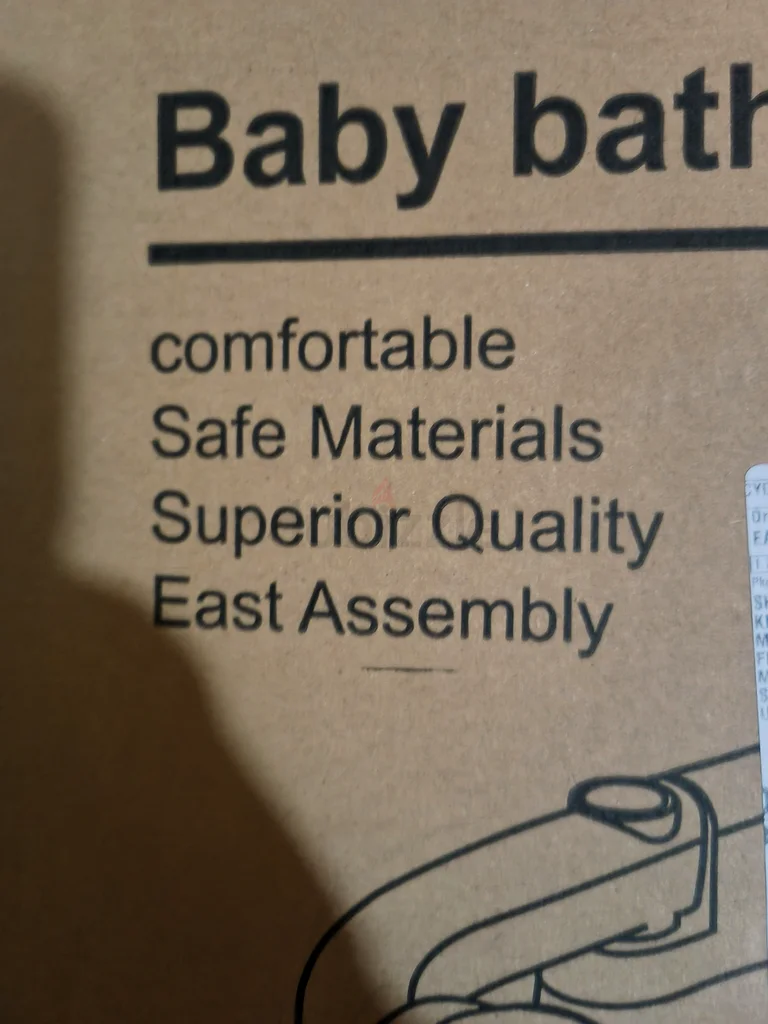 Baby bath
comfortable
Safe Materials
Superior Quality
East Assembly